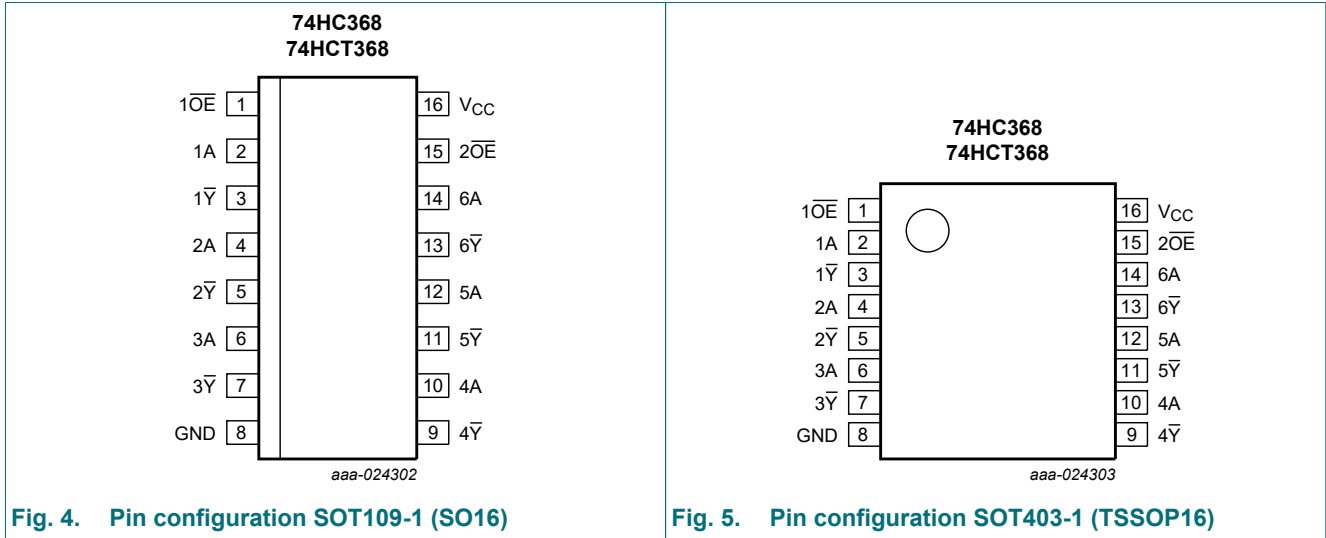 74HC368
74HCT368
1O̅E̅ 1
1A 2
1Y̅ 3
2A 4
2Y̅ 5
3A 6
3Y̅ 7
GND 8
16 VCC
15 2O̅E̅
14 6A
13 6Y̅
12 5A
11 5Y̅
10 4A
9 4Y̅
aaa-024302
Fig. 4. Pin configuration SOT109-1 (SO16)
74HC368
74HCT368
1O̅E̅ 1
1A 2
1Y̅ 3
2A 4
2Y̅ 5
3A 6
3Y̅ 7
GND 8
16 VCC
15 2O̅E̅
14 6A
13 6Y̅
12 5A
11 5Y̅
10 4A
9 4Y̅
aaa-024303
Fig. 5. Pin configuration SOT403-1 (TSSOP16)